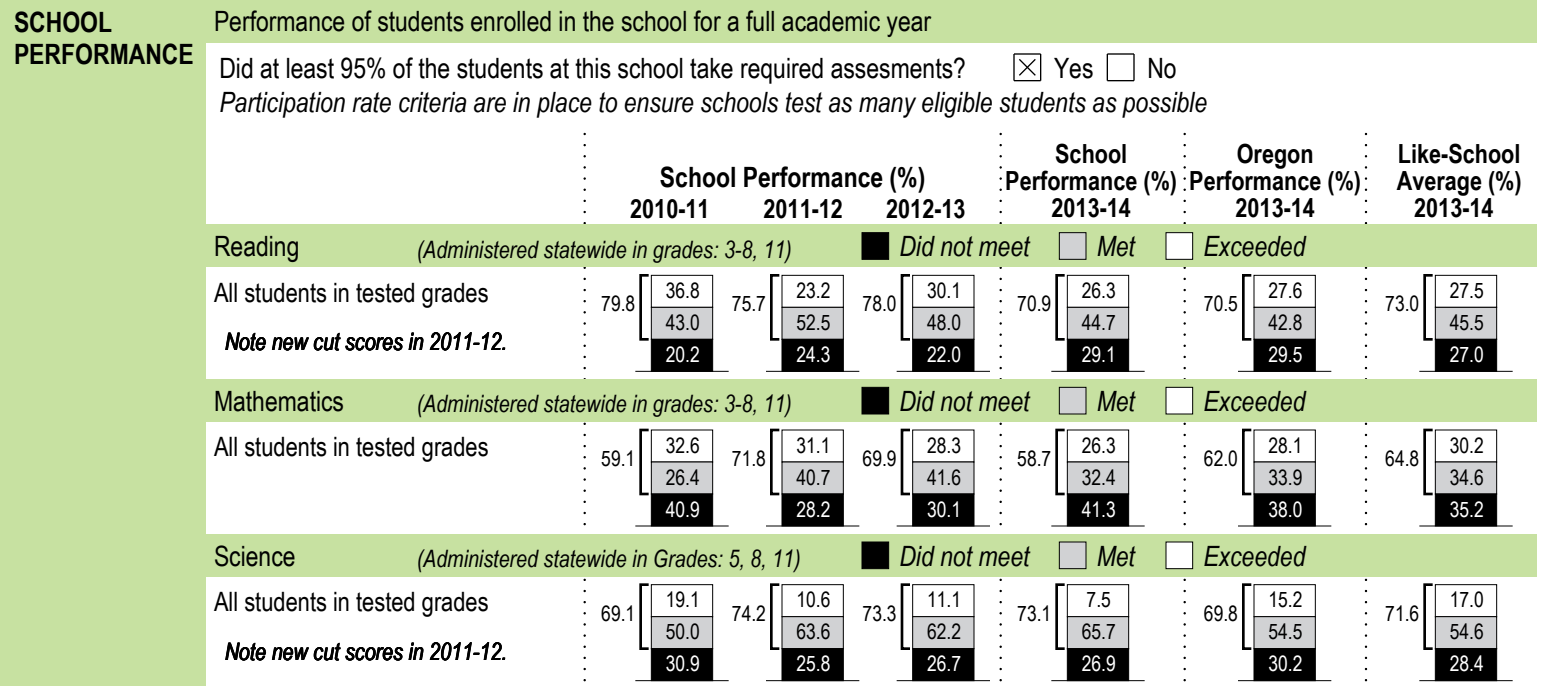 SCHOOL PERFORMANCE
Performance of students enrolled in the school for a full academic year
Did at least 95% of the students at this school take required assesments? Yes No
Participation rate criteria are in place to ensure schools test as many eligible students as possible
School Performance (%)
2010-11 2011-12 2012-13
School Performance (%) 2013-14
Oregon Performance (%) 2013-14
Like-School Average (%) 2013-14
Reading (Administered statewide in grades: 3-8, 11) Did not meet Met Exceeded
All students in tested grades
Note new cut scores in 2011-12.
79.8 36.8 43.0 20.2
75.7 23.2 52.5 24.3
78.0 30.1 48.0 22.0
70.9 26.3 44.7 29.1
70.5 27.6 42.8 29.5
73.0 27.5 45.5 27.0
Mathematics (Administered statewide in grades: 3-8, 11) Did not meet Met Exceeded
All students in tested grades
59.1 32.6 26.4 40.9
71.8 31.1 40.7 28.2
69.9 28.3 41.6 30.1
58.7 26.3 32.4 41.3
62.0 28.1 33.9 38.0
64.8 30.2 34.6 35.2
Science (Administered statewide in Grades: 5, 8, 11) Did not meet Met Exceeded
All students in tested grades
Note new cut scores in 2011-12.
69.1 19.1 50.0 30.9
74.2 10.6 63.6 25.8
73.3 11.1 62.2 26.7
73.1 7.5 65.7 26.9
69.8 15.2 54.5 30.2
71.6 17.0 54.6 28.4